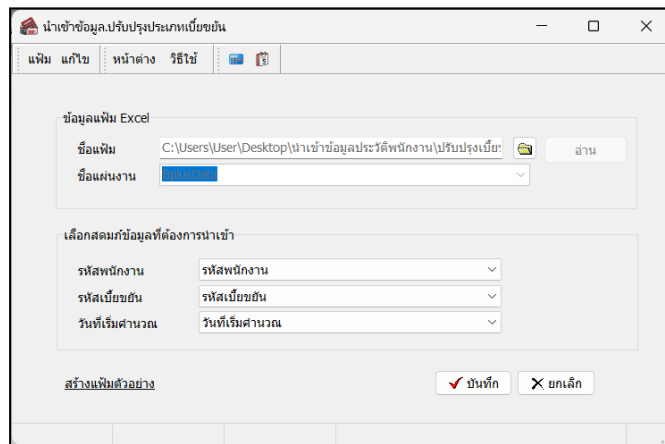 นำเข้าข้อมูล.ปรับปรุงประเภทเบี้ยขยัน
แฟ้ม แก้ไข หน้าต่าง วิธีใช้
ข้อมูลแฟ้ม Excel
ชื่อแฟ้ม C:\Users\User\Desktop\นำเข้าข้อมูลประวัติพนักงาน\ปรับปรุงเบี้ย อ่าน
ชื่อแผ่นงาน BplusData
เลือกสดมภ์ข้อมูลที่ต้องการนำเข้า
รหัสพนักงาน รหัสพนักงาน
รหัสเบี้ยขยัน รหัสเบี้ยขยัน
วันที่เริ่มคำนวณ วันที่เริ่มคำนวณ
สร้างแฟ้มตัวอย่าง บันทึก ยกเลิก